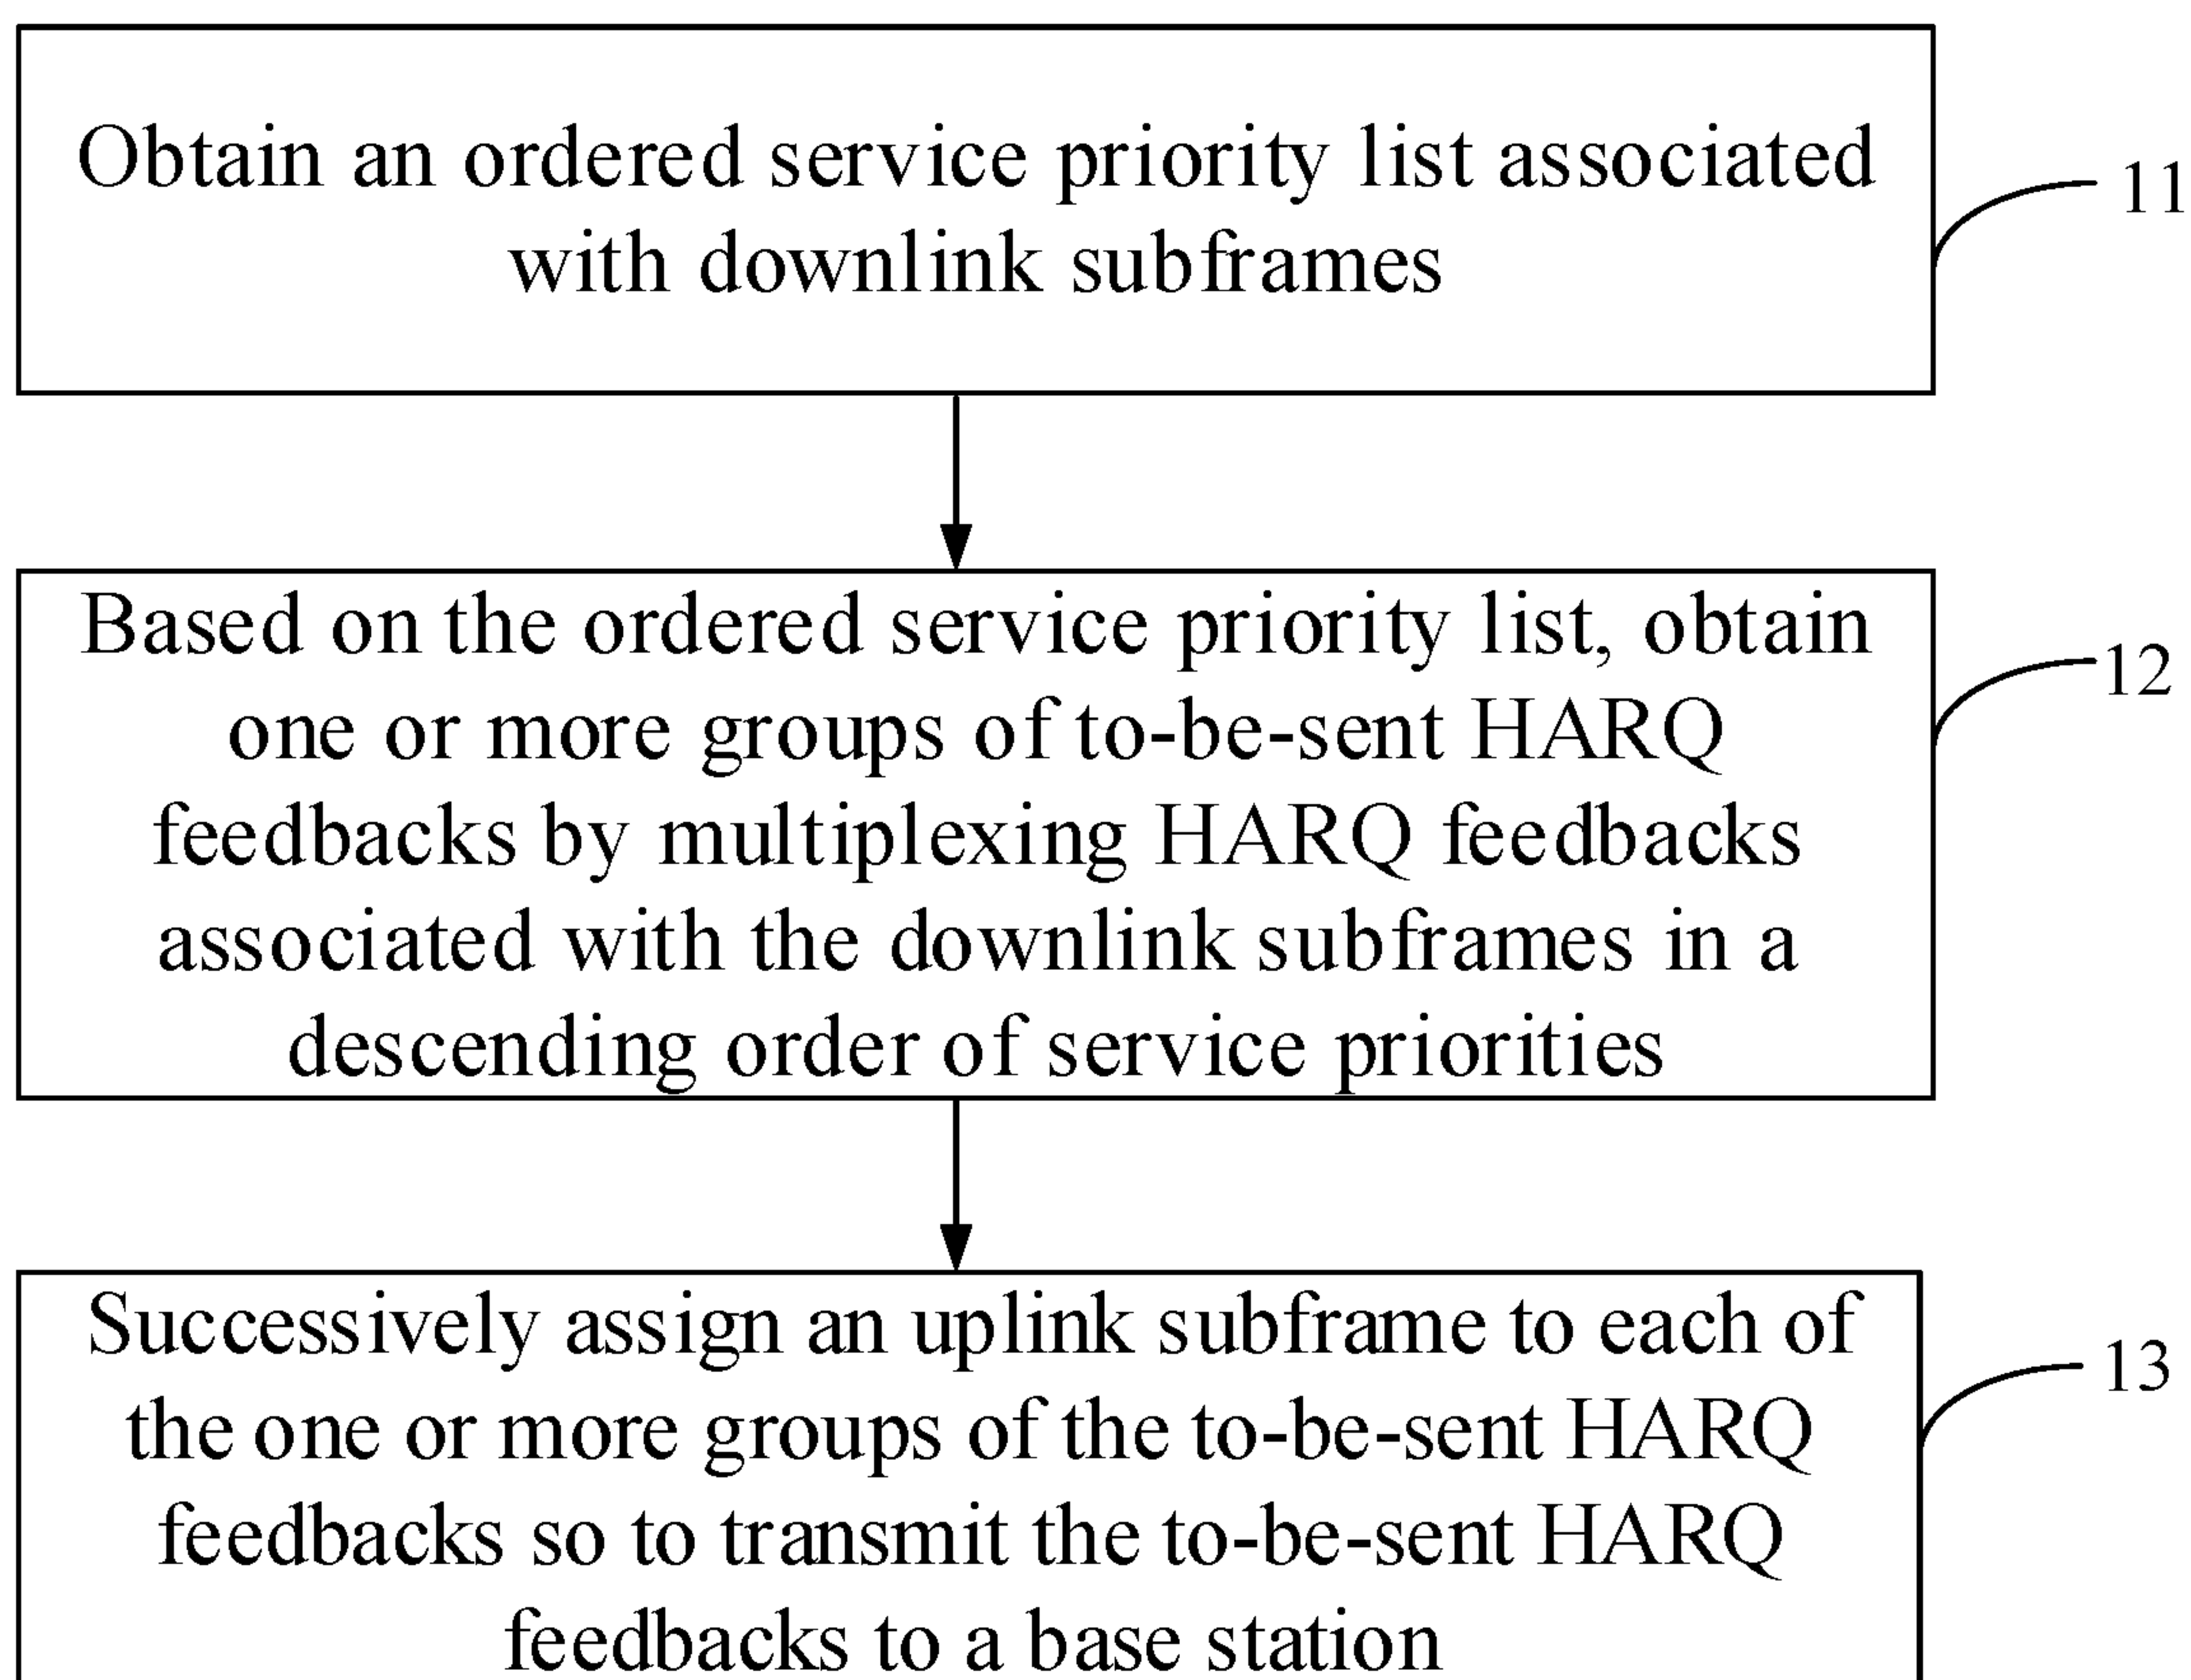 Obtain an ordered service priority list associated
with downlink subframes
11
Based on the ordered service priority list, obtain
one or more groups of to-be-sent HARQ
feedbacks by multiplexing HARQ feedbacks
associated with the downlink subframes in a
descending order of service priorities
12
Successively assign an uplink subframe to each of
the one or more groups of the to-be-sent HARQ
feedbacks so to transmit the to-be-sent HARQ
feedbacks to a base station
13